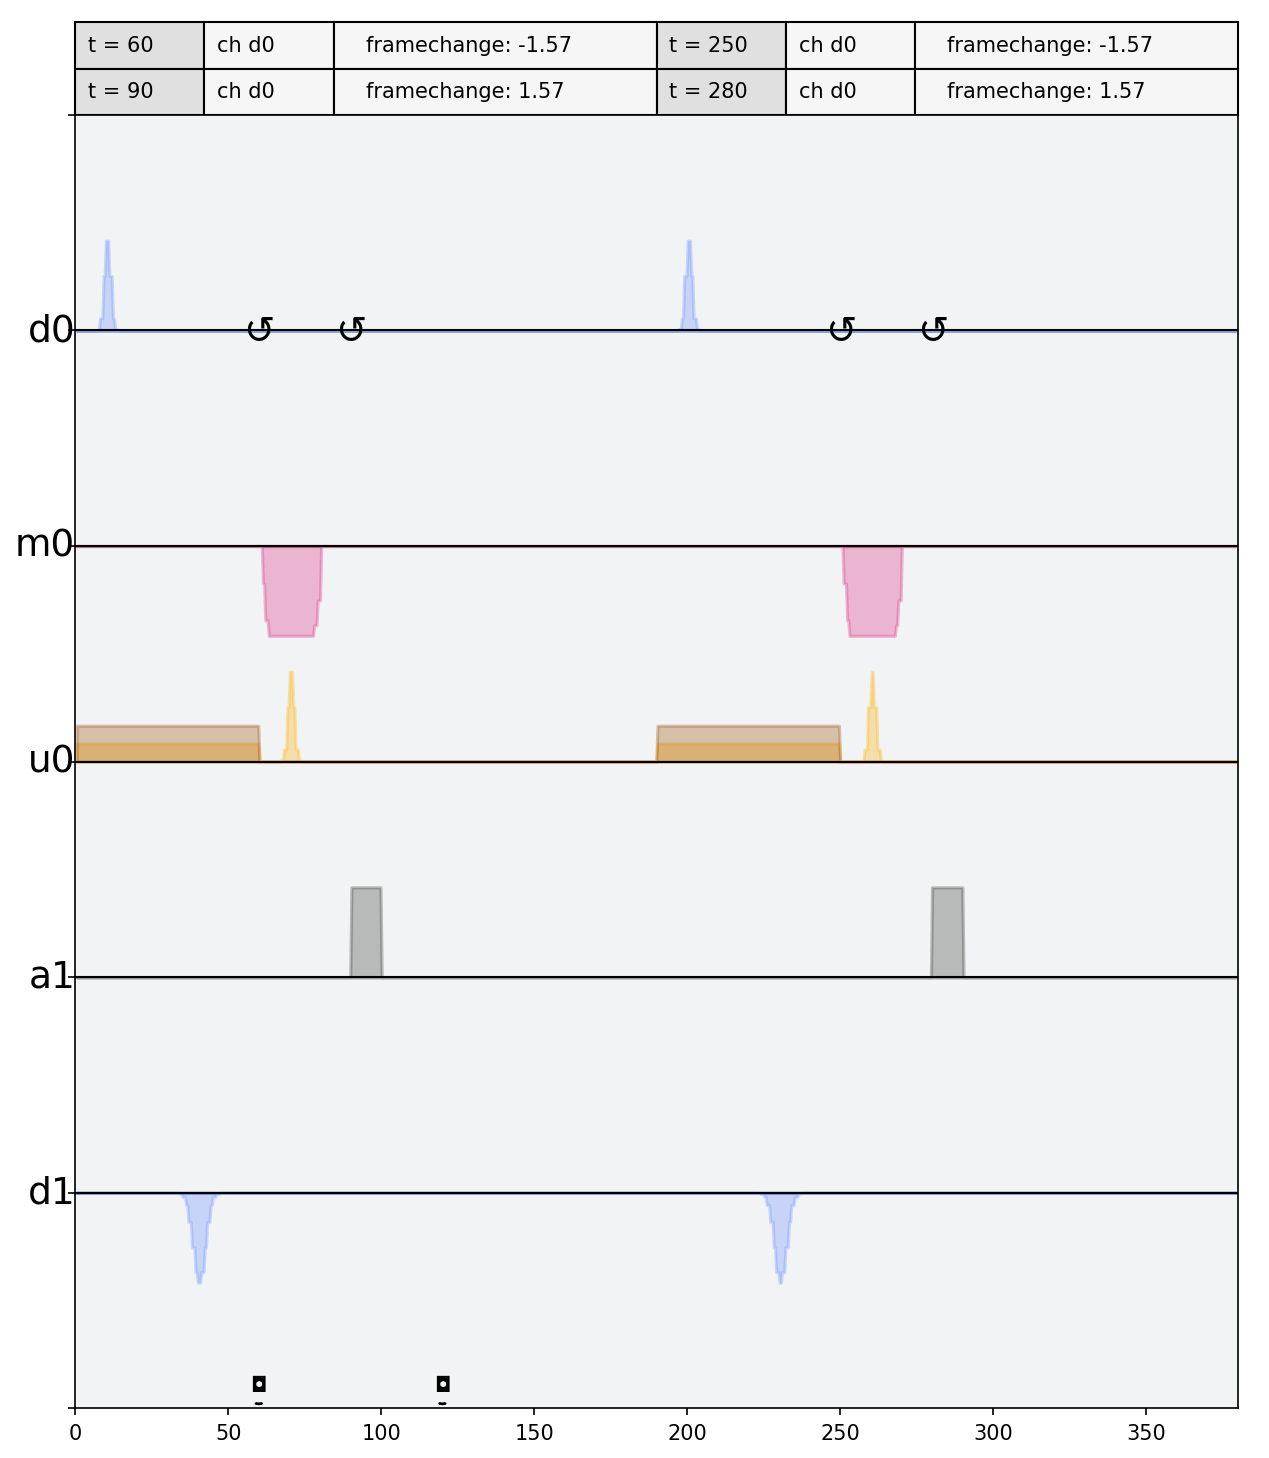 t = 60 ch d0 framechange: -1.57 t = 250 ch d0 framechange: -1.57
t = 90 ch d0 framechange: 1.57 t = 280 ch d0 framechange: 1.57
d0
m0
u0
a1
d1
0 50 100 150 200 250 300 350